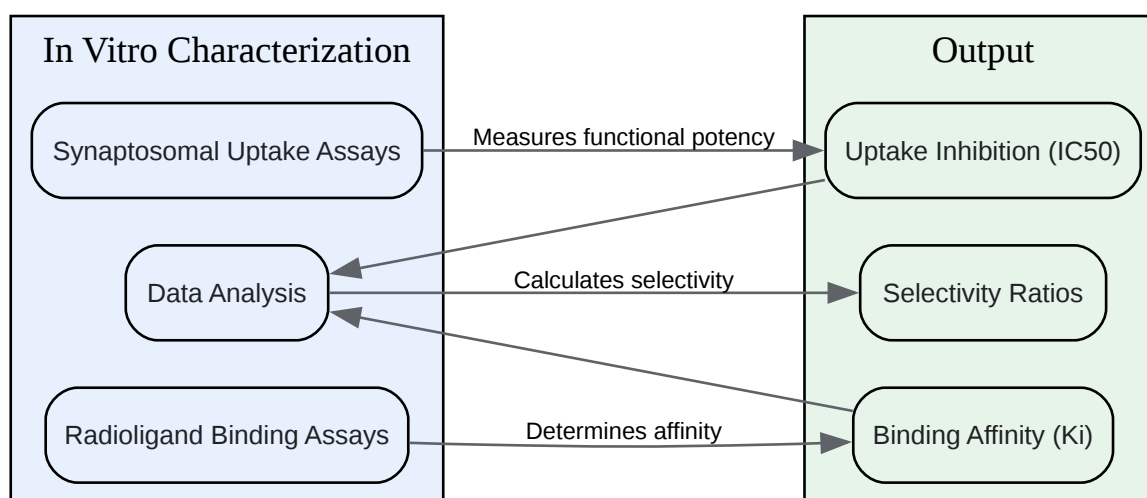 In Vitro Characterization
Output
Synaptosomal Uptake Assays
Measures functional potency
Uptake Inhibition (IC50)
Data Analysis
Calculates selectivity
Selectivity Ratios
Radioligand Binding Assays
Determines affinity
Binding Affinity (Ki)